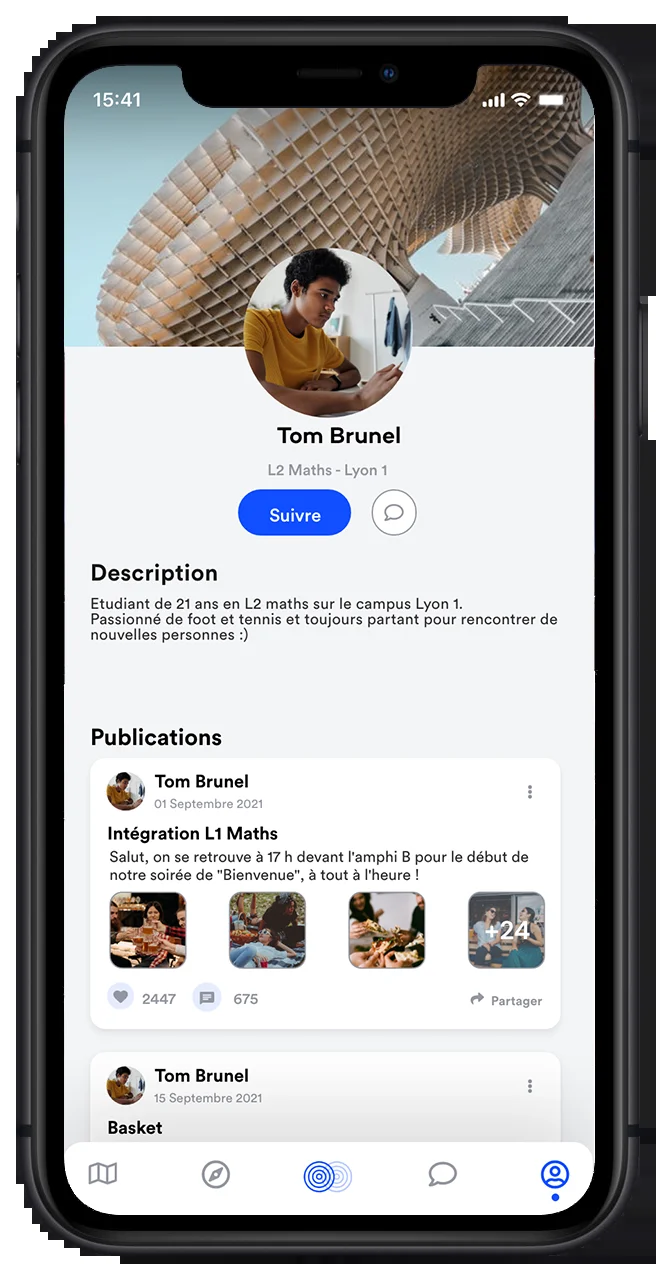 15:41
Tom Brunel
L2 Maths - Lyon 1
Suivre
Description
Etudiant de 21 ans en L2 maths sur le campus Lyon 1.
Passionné de foot et tennis et toujours partant pour rencontrer de
nouvelles personnes :)
Publications
Tom Brunel
01 Septembre 2021
Intégration L1 Maths
Salut, on se retrouve à 17 h devant l'amphi B pour le début de
notre soirée de "Bienvenue", à tout à l'heure !
+24
2447 675 Partager
Tom Brunel
15 Septembre 2021
Basket